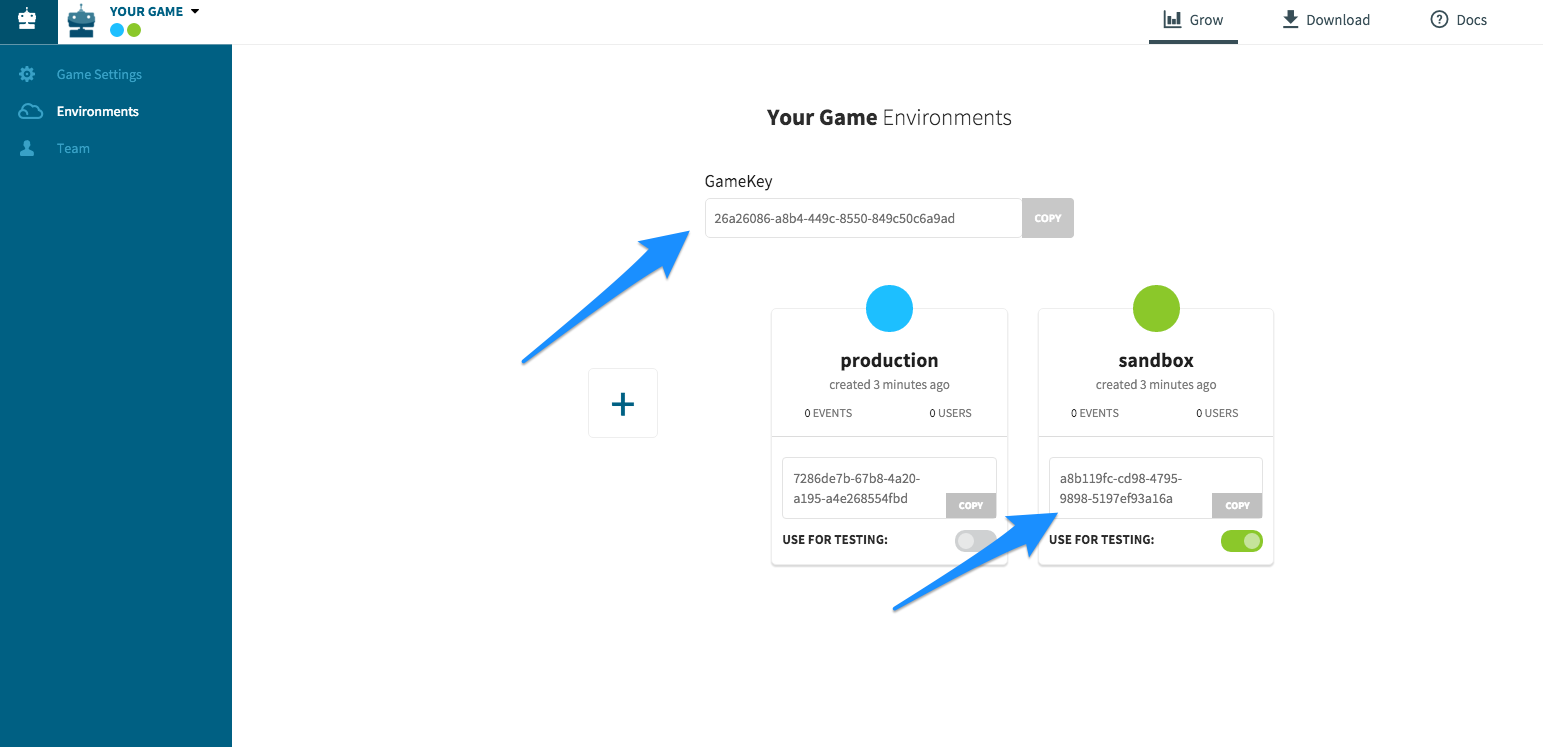 YOUR GAME
Grow
Download
Docs
Game Settings
Environments
Team
Your Game Environments
GameKey
26a26086-a8b4-449c-8550-849c50c6a9ad
COPY
production
created 3 minutes ago
0 EVENTS 0 USERS
7286de7b-67b8-4a20-
a195-a4e268554fbd
COPY
USE FOR TESTING:
sandbox
created 3 minutes ago
0 EVENTS 0 USERS
a8b119fc-cd98-4795-
9898-5197ef93a16a
COPY
USE FOR TESTING: